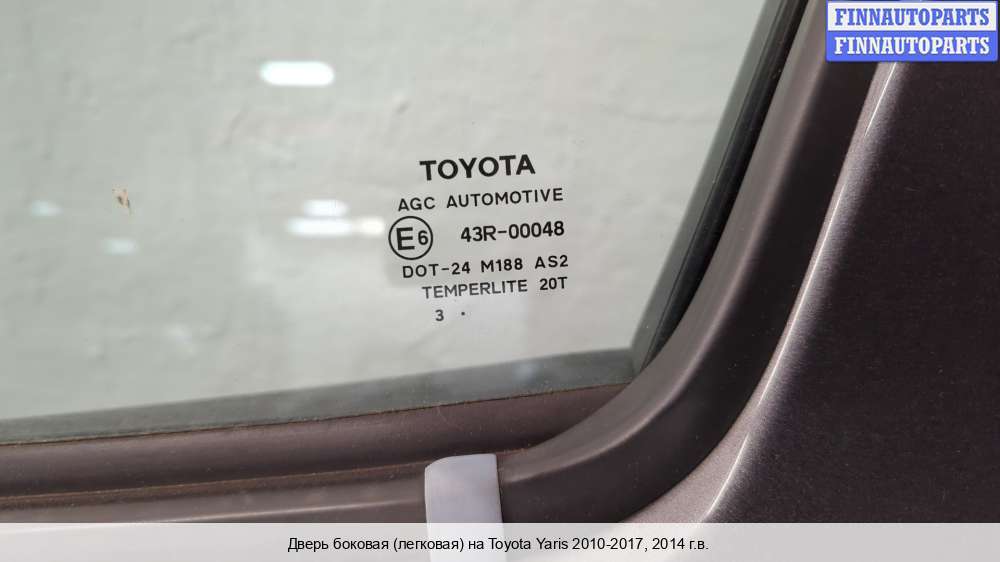 FINNAUTOPARTS
FINNAUTOPARTS
TOYOTA
AGC AUTOMOTIVE
E6 43R-00048
DOT-24 M188 AS2
TEMPERLITE 20T
3 .
Дверь боковая (легковая) на Toyota Yaris 2010-2017, 2014 г.в.